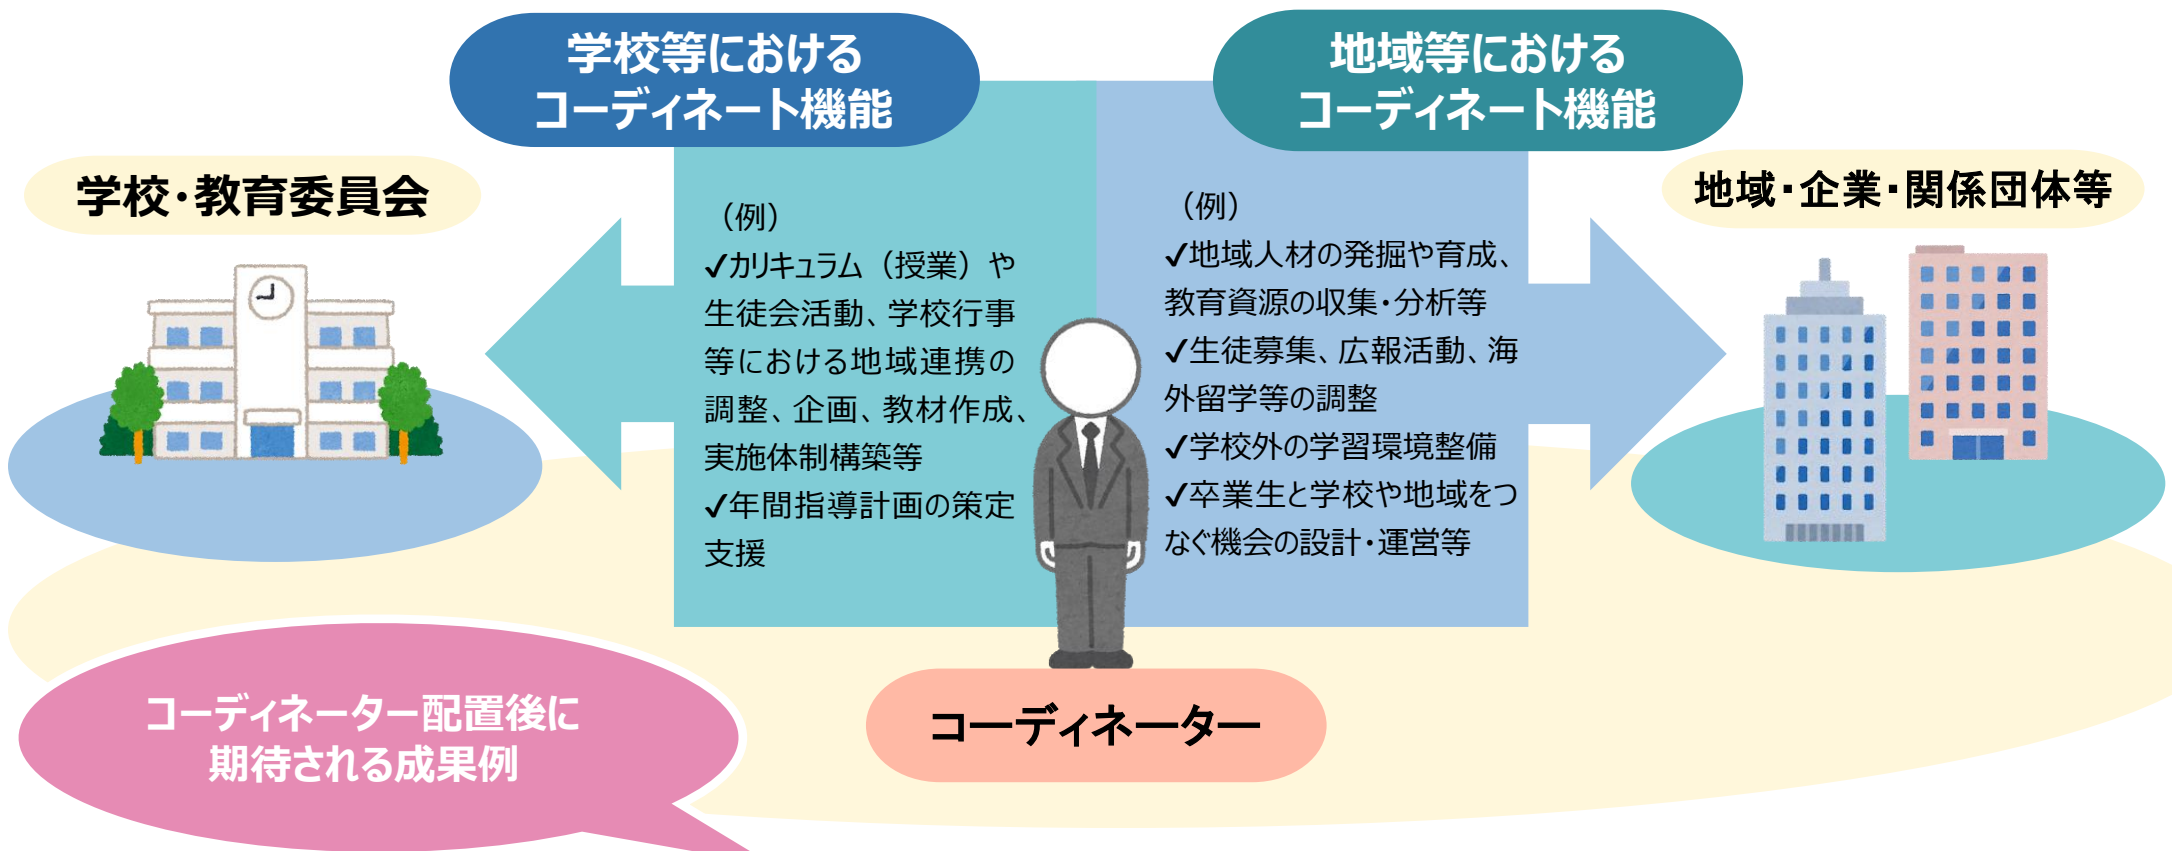 学校等における
コーディネート機能
地域等における
コーディネート機能
学校・教育委員会
地域・企業・関係団体等
（例）
✓カリキュラム（授業）や
生徒会活動、学校行事
等における地域連携の
調整、企画、教材作成、
実施体制構築等
✓年間指導計画の策定
支援
（例）
✓地域人材の発掘や育成、
教育資源の収集・分析等
✓生徒募集、広報活動、海
外留学等の調整
✓学校外の学習環境整備
✓卒業生と学校や地域をつ
なぐ機会の設計・運営等
コーディネーター
コーディネーター配置後に
期待される成果例